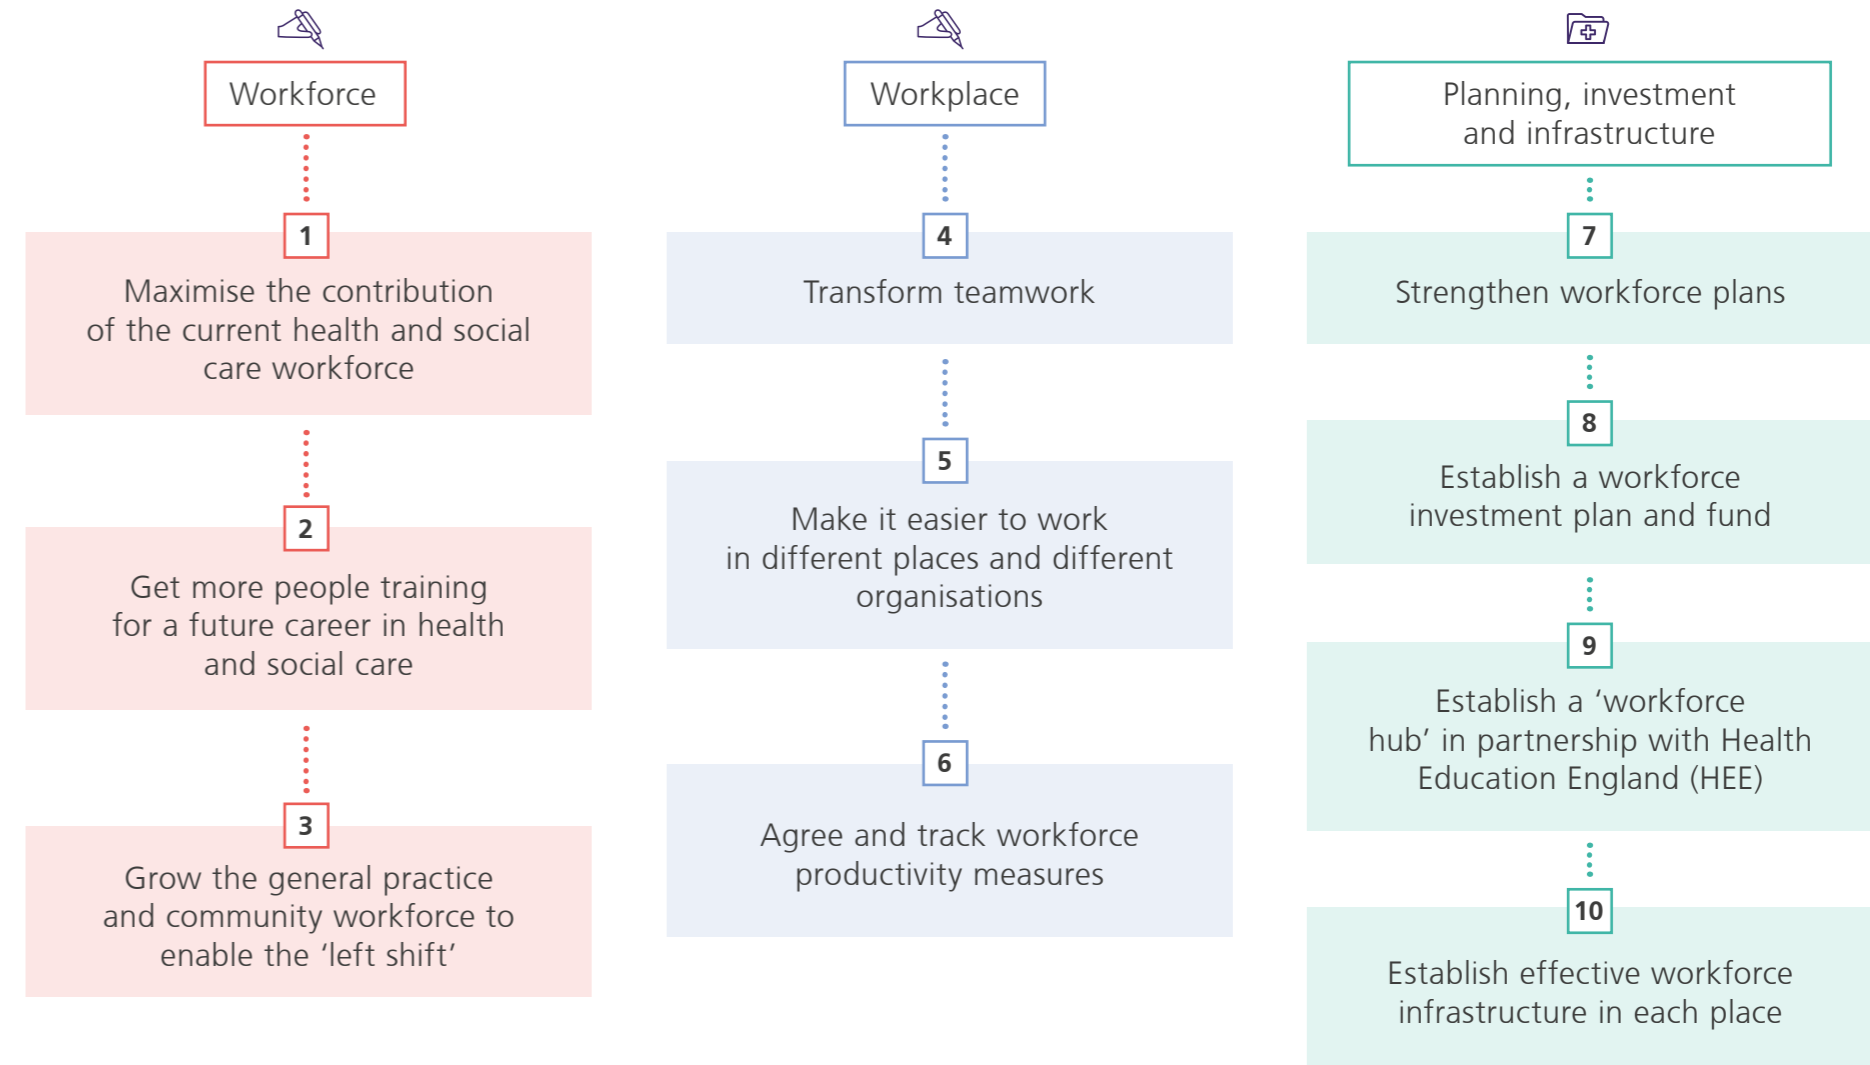 Workforce
1
Maximise the contribution
of the current health and social
care workforce
2
Get more people training
for a future career in health
and social care
3
Grow the general practice
and community workforce to
enable the ‘left shift’
Workplace
4
Transform teamwork
5
Make it easier to work
in different places and different
organisations
6
Agree and track workforce
productivity measures
Planning, investment
and infrastructure
7
Strengthen workforce plans
8
Establish a workforce
investment plan and fund
9
Establish a ‘workforce
hub’ in partnership with Health
Education England (HEE)
10
Establish effective workforce
infrastructure in each place